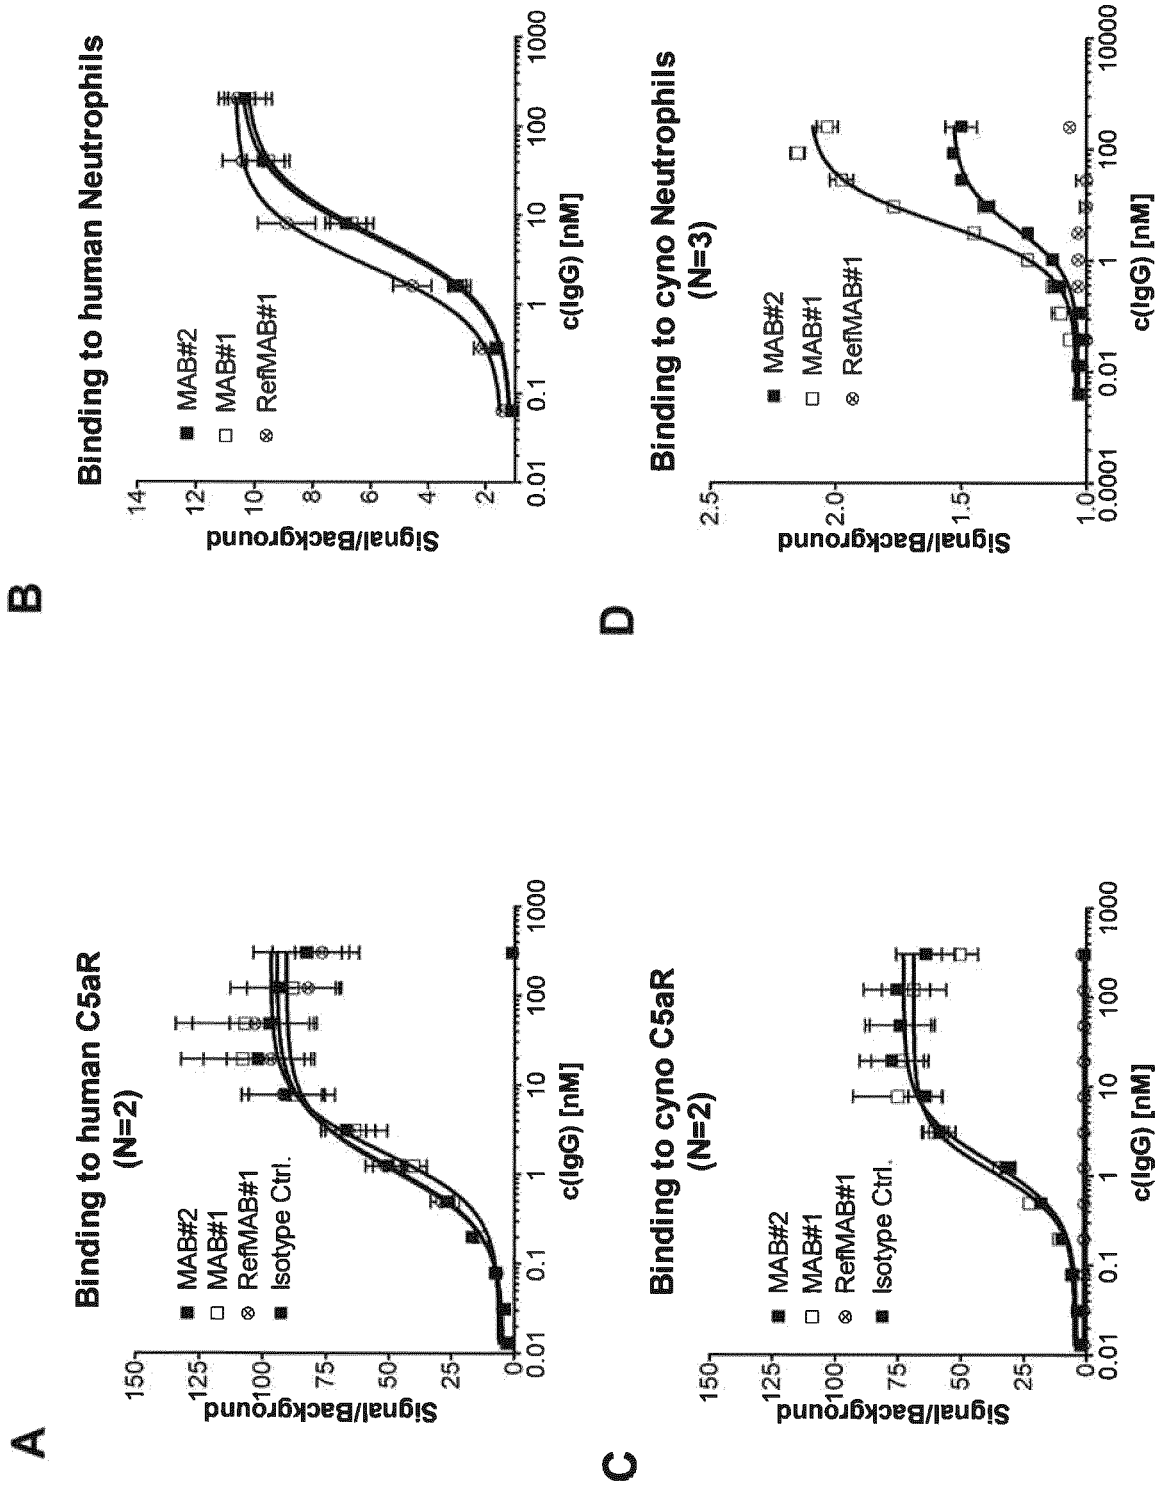 A
Binding to human C5aR
(N=2)
MAB#2
MAB#1
RefMAB#1
Isotype Ctrl.
Signal/Background
150
125
100
75
50
25
0
0.01
0.1
1
10
100
1000
c(IgG) [nM]
B
Binding to human Neutrophils
MAB#2
MAB#1
RefMAB#1
Signal/Background
14
12
10
8
6
4
2
0.01
0.1
1
10
100
1000
c(IgG) [nM]
C
Binding to cyno C5aR
(N=2)
MAB#2
MAB#1
RefMAB#1
Isotype Ctrl.
Signal/Background
150
125
100
75
50
25
0
0.01
0.1
1
10
100
1000
c(IgG) [nM]
D
Binding to cyno Neutrophils
(N=3)
MAB#2
MAB#1
RefMAB#1
Signal/Background
2.5
2.0
1.5
1.0
0.0001
0.01
1
100
10000
c(IgG) [nM]